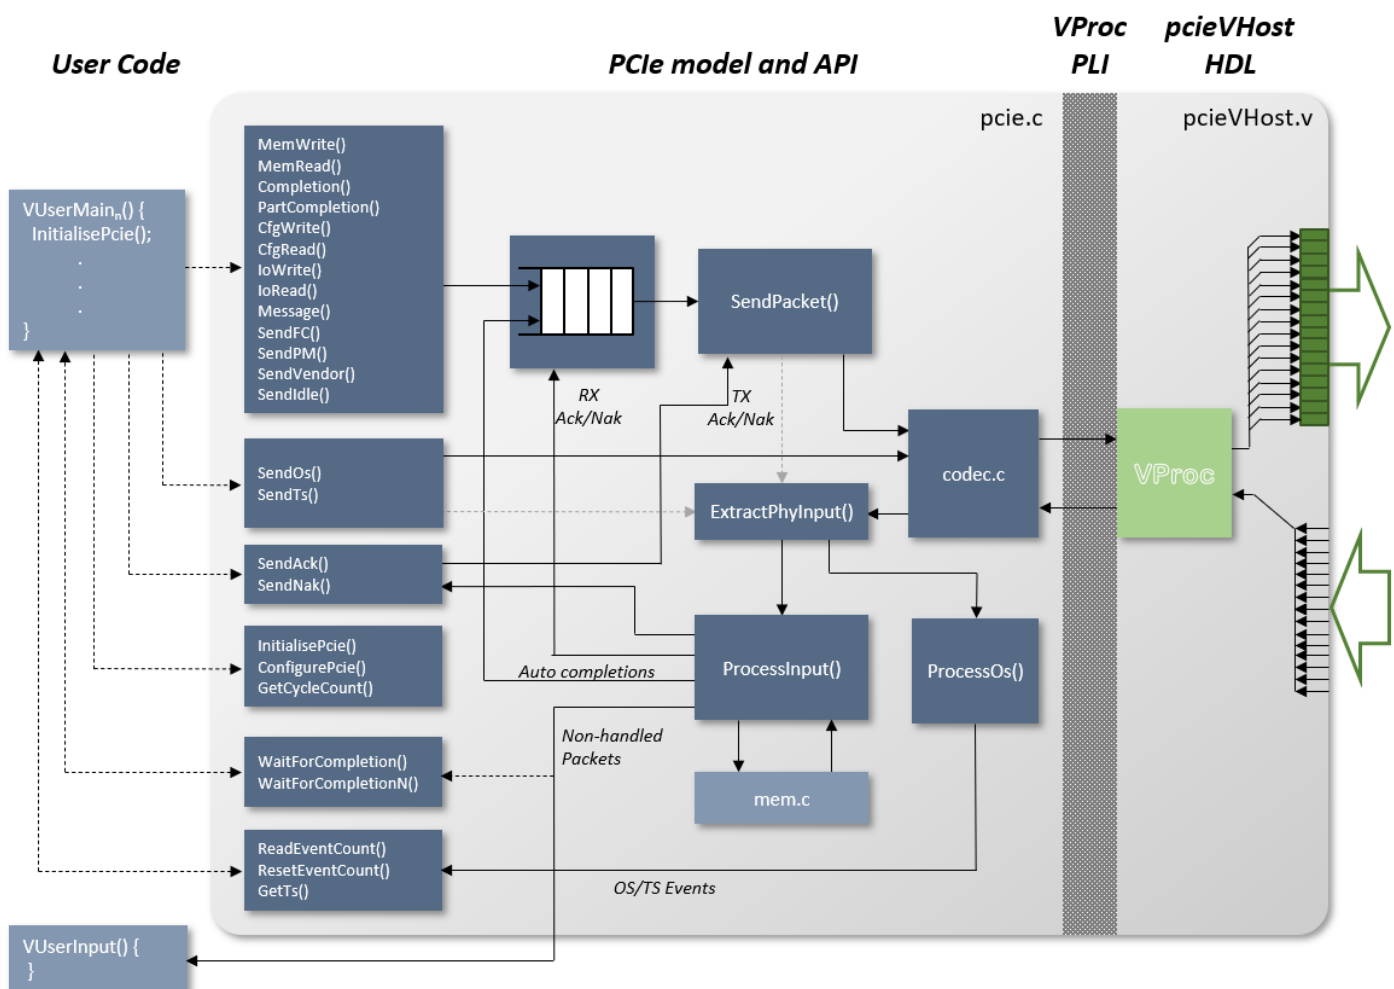 User Code
PCIe model and API
VProc
PLI
pcieVHost
HDL
pcie.c
pcieVHost.v
VUserMainn() {
InitialisePcie();
.
.
.
}
MemWrite()
MemRead()
Completion()
PartCompletion()
CfgWrite()
CfgRead()
IoWrite()
IoRead()
Message()
SendFC()
SendPM()
SendVendor()
SendIdle()
SendPacket()
RX
Ack/Nak
TX
Ack/Nak
SendOs()
SendTs()
codec.c
VProc
ExtractPhyInput()
SendAck()
SendNak()
InitialisePcie()
ConfigurePcie()
GetCycleCount()
Auto completions
ProcessInput()
ProcessOs()
Non-handled
Packets
WaitForCompletion()
WaitForCompletionN()
mem.c
ReadEventCount()
ResetEventCount()
GetTs()
OS/TS Events
VUserInput() {
}